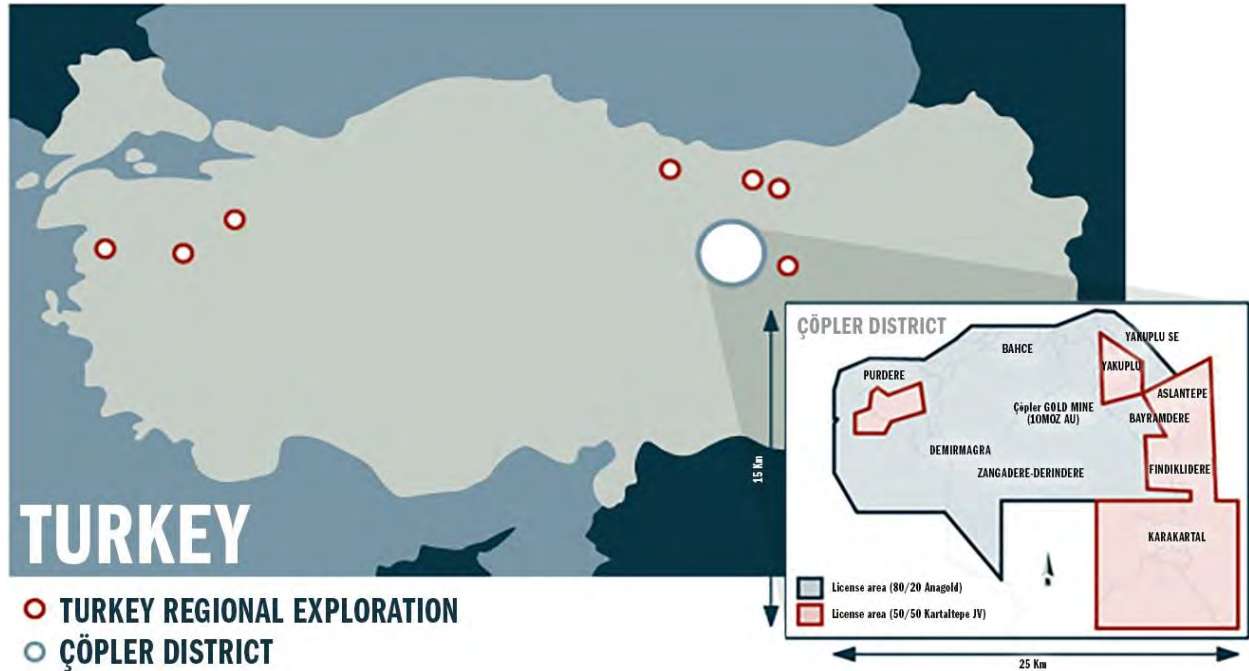 TURKEY
TURKEY REGIONAL EXPLORATION
ÇÖPLER DISTRICT
ÇÖPLER DISTRICT
YAKUPLU SE
BAHCE
YAKUPLU
PURDERE
ASLANTEPE
Çöpler GOLD MINE
(10MOZ AU)
BAYRAMDERE
DEMIRMAGRA
FINDIKLIDERE
ZANGADERE-DERINDERE
KARAKARTAL
License area (80/20 Anagold)
License area (50/50 Kartaltepe JV)
15 Km
25 Km